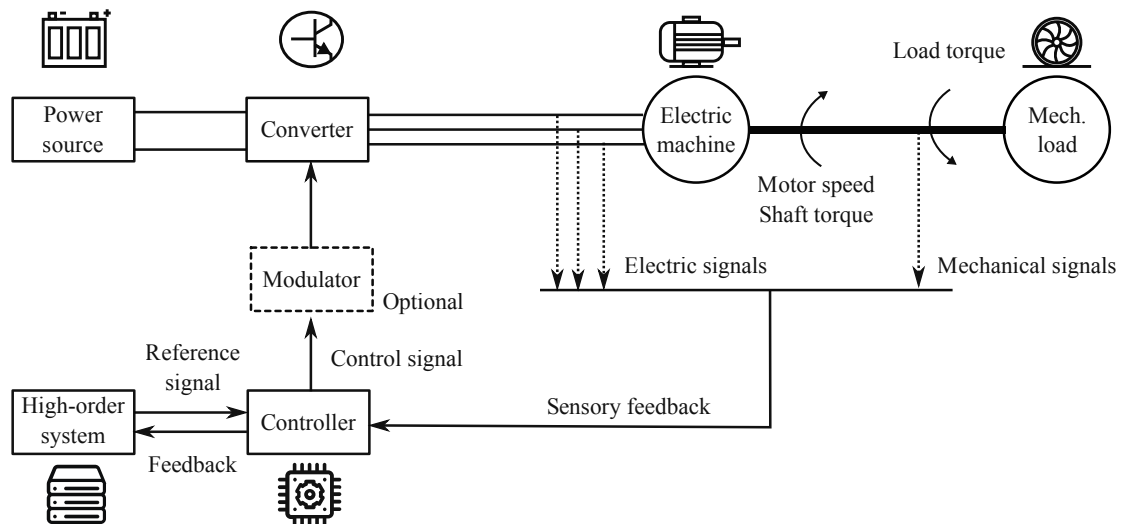 Load torque
Power
source
Converter
Electric
machine
Mech.
load
Motor speed
Shaft torque
Modulator
Optional
Electric signals
Mechanical signals
Reference
signal
Control signal
High-order
system
Controller
Sensory feedback
Feedback